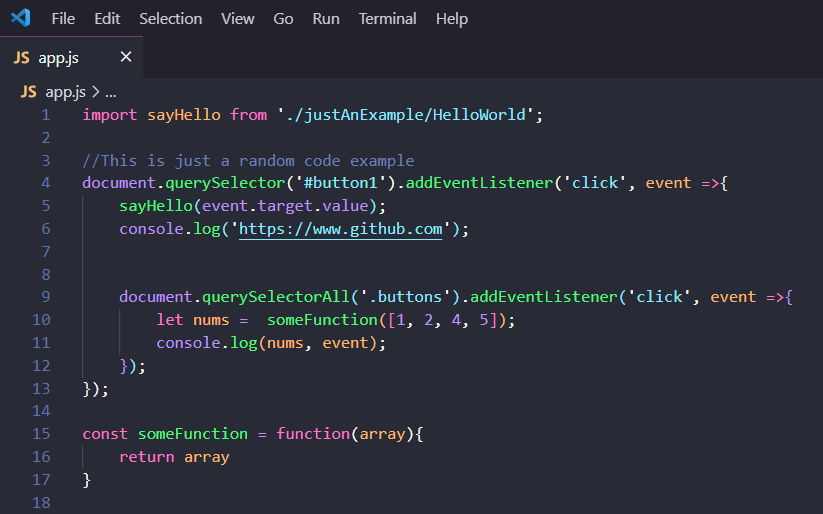 File Edit Selection View Go Run Terminal Help
JS app.js ×
JS app.js > ...
1 import sayHello from './justAnExample/HelloWorld';
2
3 //This is just a random code example
4 document.querySelector('#button1').addEventListener('click', event =>{
5     sayHello(event.target.value);
6     console.log('https://www.github.com');
7
8
9     document.querySelectorAll('.buttons').addEventListener('click', event =>{
10         let nums =  someFunction([1, 2, 4, 5]);
11         console.log(nums, event);
12     });
13 });
14
15 const someFunction = function(array){
16     return array
17 }
18